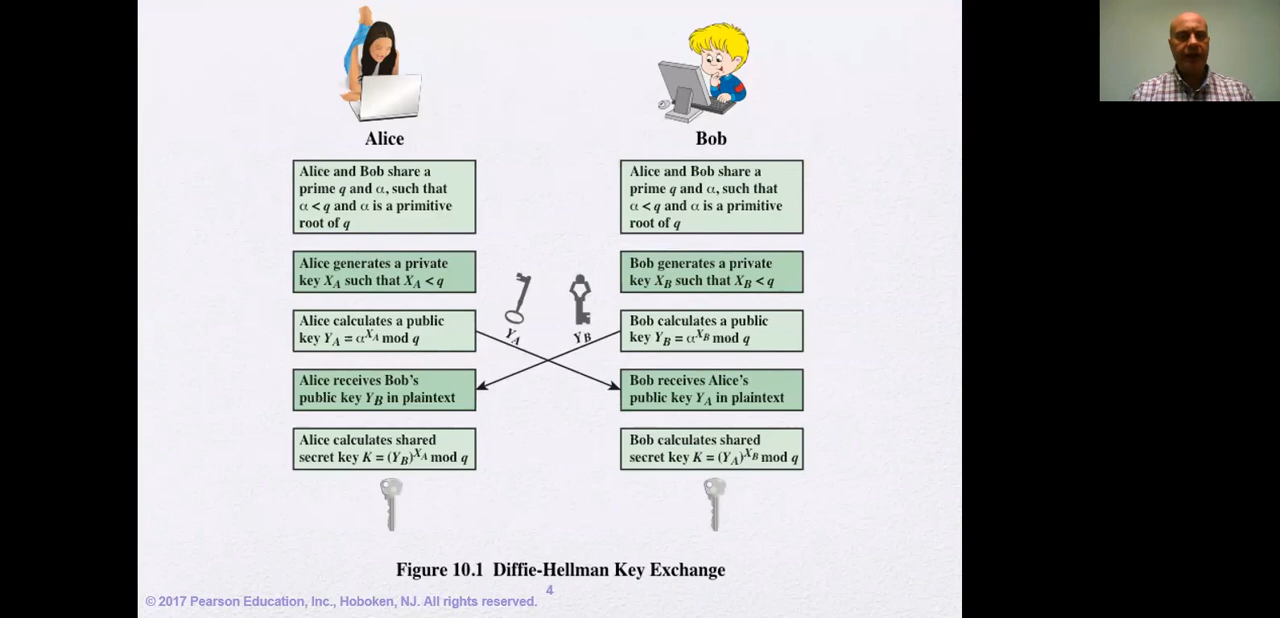 Alice
Alice and Bob share a
prime q and α, such that
α < q and α is a primitive
root of q
Alice generates a private
key X_A such that X_A < q
Alice calculates a public
key Y_A = α^X_A mod q
Alice receives Bob's
public key Y_B in plaintext
Alice calculates shared
secret key K = (Y_B)^X_A mod q
Y_A
Y_B
Bob
Alice and Bob share a
prime q and α, such that
α < q and α is a primitive
root of q
Bob generates a private
key X_B such that X_B < q
Bob calculates a public
key Y_B = α^X_B mod q
Bob receives Alice's
public key Y_A in plaintext
Bob calculates shared
secret key K = (Y_A)^X_B mod q
Figure 10.1 Diffie-Hellman Key Exchange
4
© 2017 Pearson Education, Inc., Hoboken, NJ. All rights reserved.